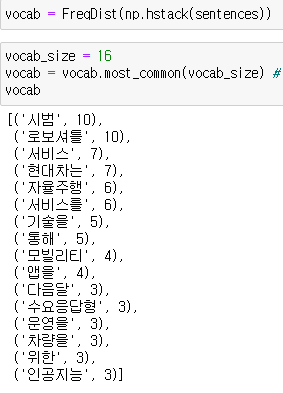 vocab = FreqDist(np.hstack(sentences))
vocab_size = 16
vocab = vocab.most_common(vocab_size) #
vocab
[('시범', 10),
('로보셔틀', 10),
('서비스', 7),
('현대차는', 7),
('자율주행', 6),
('서비스를', 6),
('기술을', 5),
('통해', 5),
('모빌리티', 4),
('앱을', 4),
('다음달', 3),
('수요응답형', 3),
('운영을', 3),
('차량을', 3),
('위한', 3),
('인공지능', 3)]